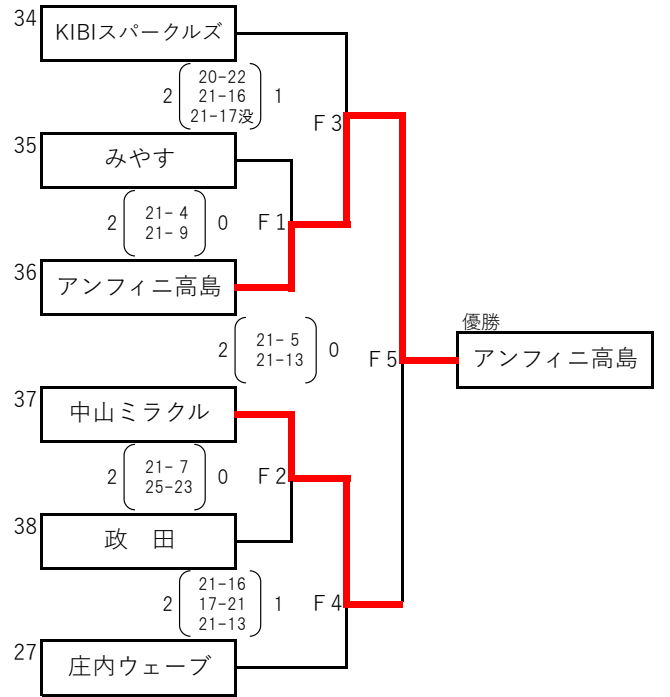 34
KIBIスパークルズ
2
20-22
21-16
21-17没
1
F3
35
みやす
2
21- 4
21- 9
0
F1
36
アンフィニ高島
2
21- 5
21-13
0
F5
優勝
アンフィニ高島
37
中山ミラクル
2
21- 7
25-23
0
F2
38
政　田
2
21-16
17-21
21-13
1
F4
27
庄内ウェーブ